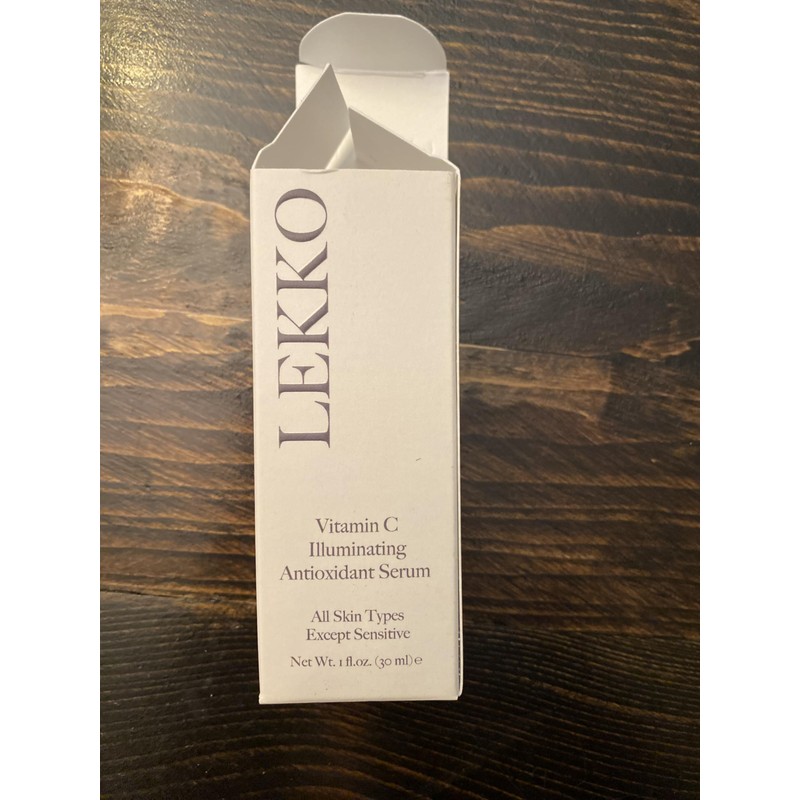 LEKKO
Vitamin C
Illuminating
Antioxidant Serum
All Skin Types
Except Sensitive
Net Wt. 1 fl.oz. (30 ml) ℮